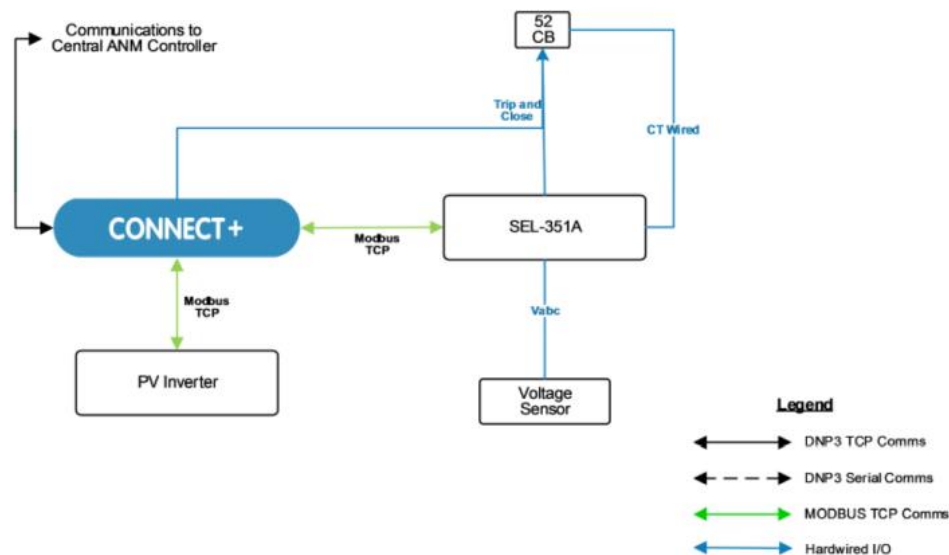 Communications to
Central ANM Controller
52
CB
Trip and
Close
CT Wired
CONNECT+
Modbus
TCP
SEL-351A
Modbus
TCP
Vabc
PV Inverter
Voltage
Sensor
Legend
DNP3 TCP Comms
DNP3 Serial Comms
MODBUS TCP Comms
Hardwired I/O